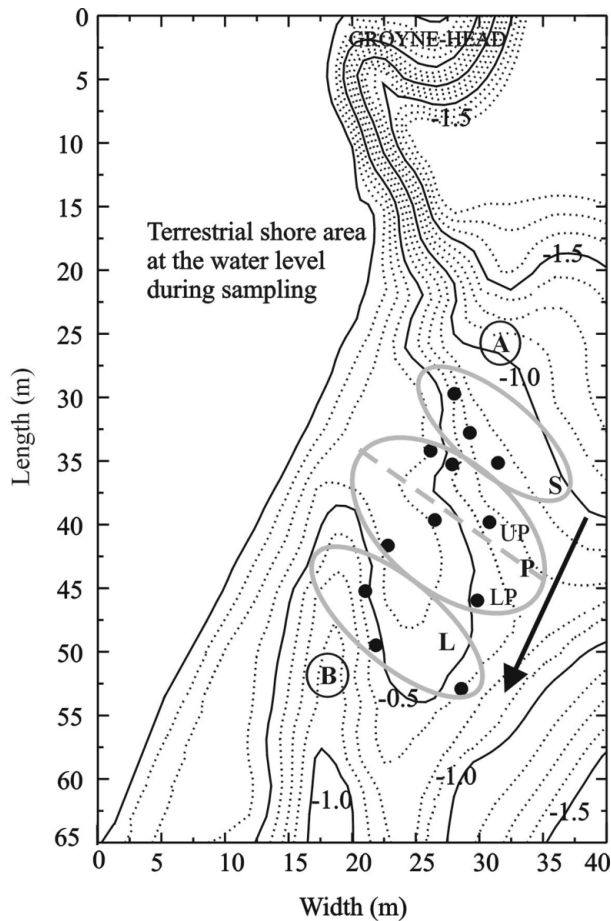 0
GROYNE-HEAD
5
-1.5
10
15
Terrestrial shore area
at the water level
during sampling
-1.5
20
25
A
-1.0
30
Length (m)
35
S
40
UP
P
45
LP
L
50
B
-0.5
55
60
-1.0
-1.0
-1.5
65
0 5 10 15 20 25 30 35 40
Width (m)